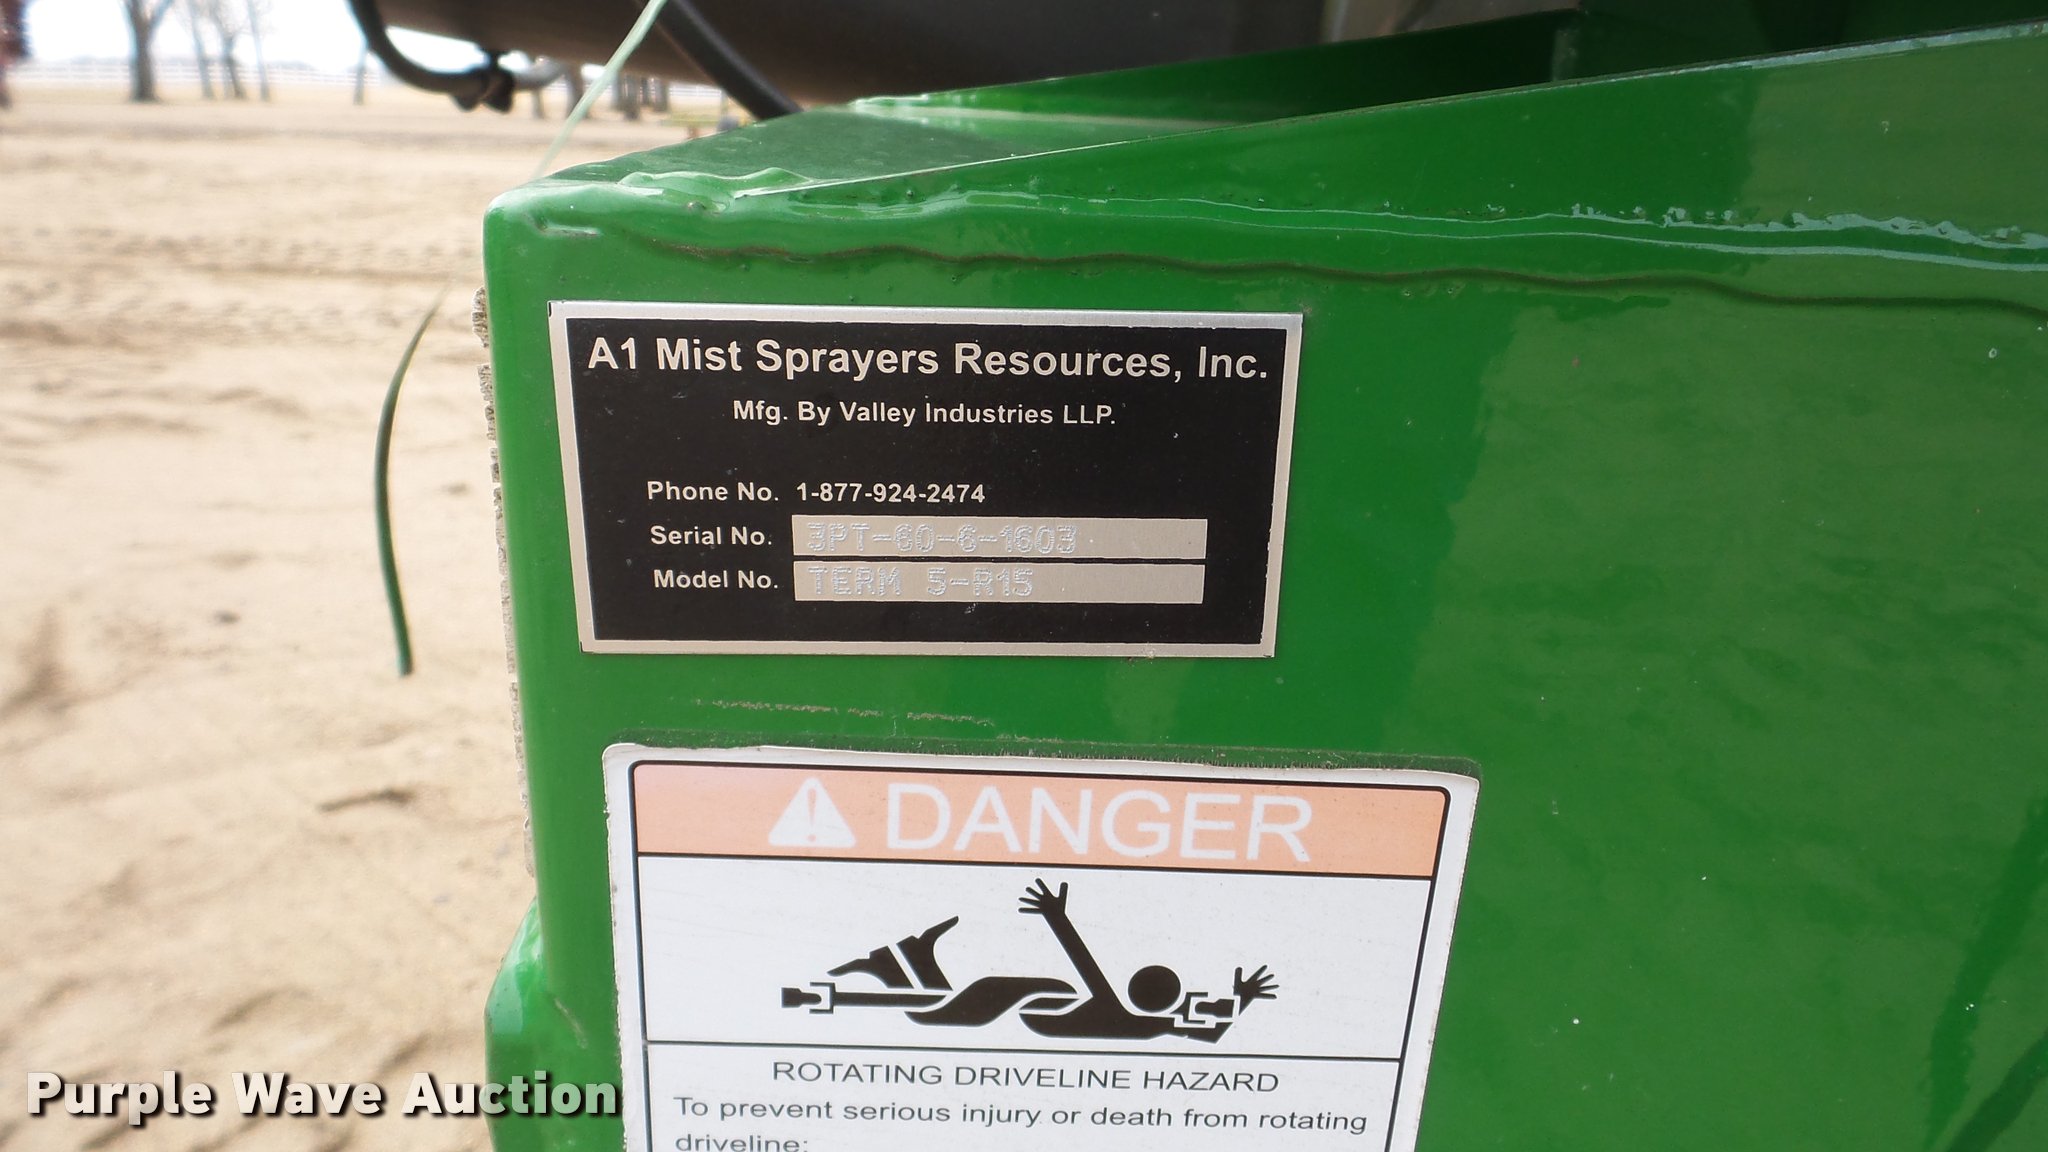 A1 Mist Sprayers Resources, Inc.
Mfg. By Valley Industries LLP.
Phone No. 1-877-924-2474
Serial No. 3PT-60-6-1603
Model No. TERM 5-R15
DANGER
ROTATING DRIVELINE HAZARD
To prevent serious injury or death from rotating
driveline:
Purple Wave Auction